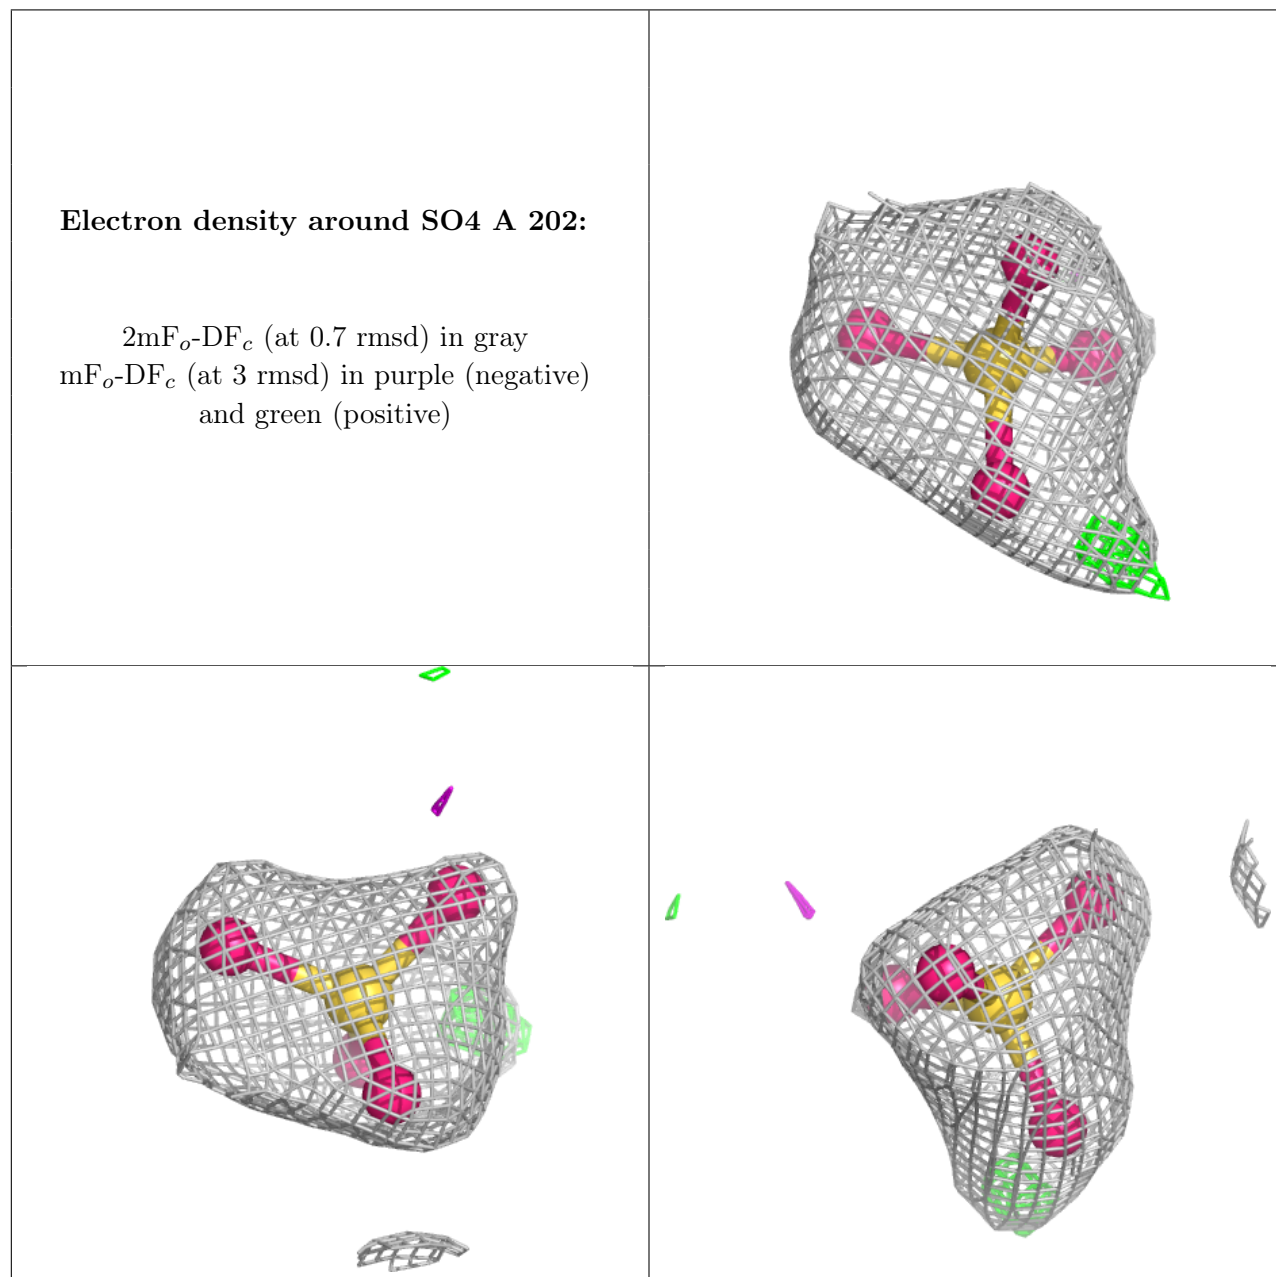 Electron density around SO4 A 202:
2mFo-DFc (at 0.7 rmsd) in gray
mFo-DFc (at 3 rmsd) in purple (negative)
and green (positive)